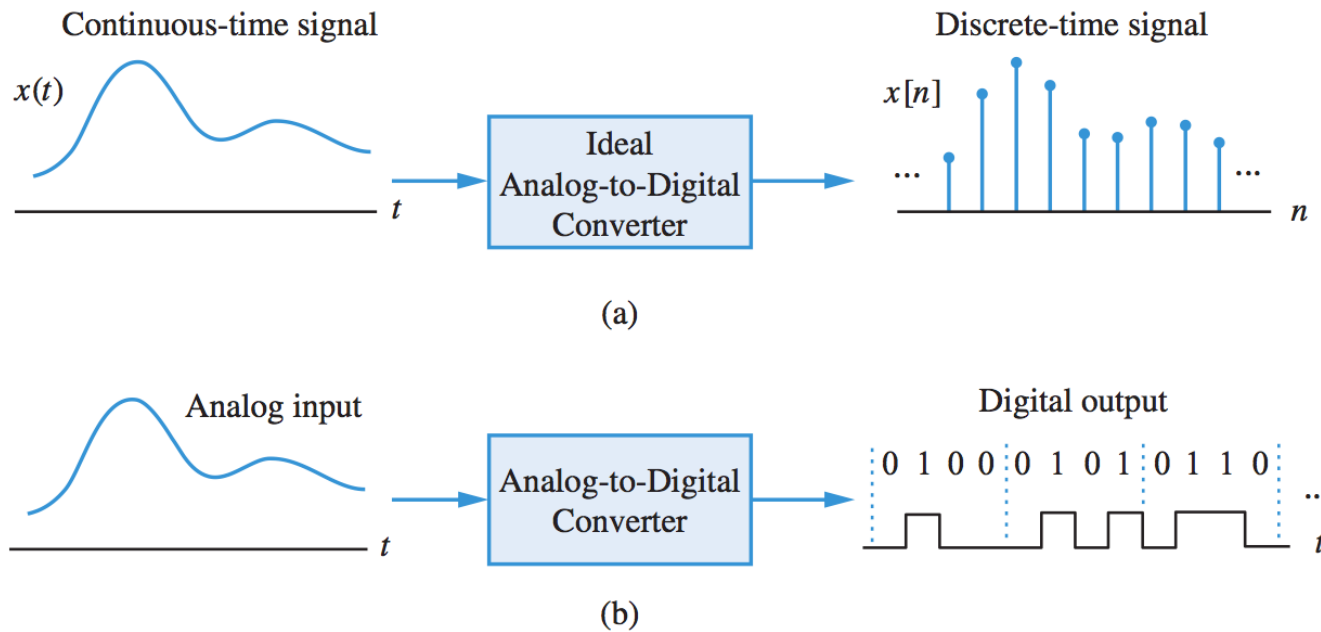 Continuous-time signal
Discrete-time signal
x(t)
x[n]
Ideal
Analog-to-Digital
Converter
...
...
t
n
(a)
Analog input
Digital output
0 1 0 0 0 1 0 1 0 1 1 0
Analog-to-Digital
Converter
...
t
t
(b)